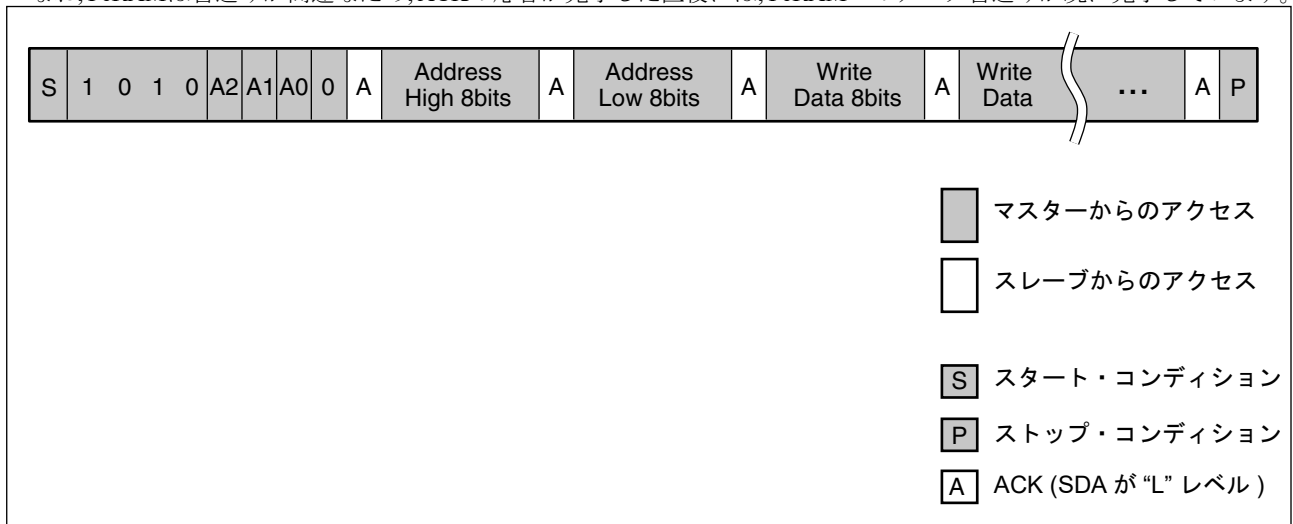 S 1 0 1 0 A2 A1 A0 0 A Address High 8bits A Address Low 8bits A Write Data 8bits A Write Data ... A P
マスターからのアクセス
スレーブからのアクセス
S スタート・コンディション
P ストップ・コンディション
A ACK (SDA が “L” レベル )